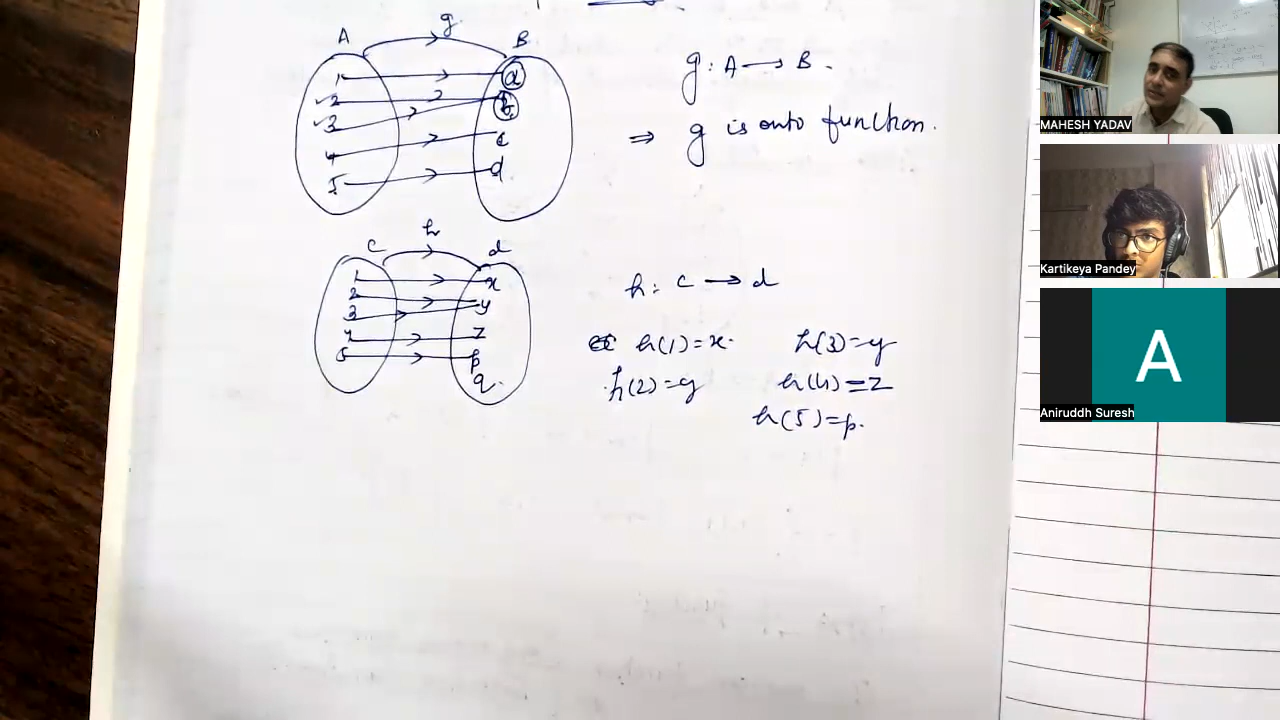 g
A B
1 a
2 b
3
4 c
5 d
g : A → B.
⇒ g is onto function.
h
C d
1 x
2 y
3
4 z
5 p
q.
h : C → d
h(1)=x. h(3)=y
h(2)=y h(4)=z
h(5)=p.
MAHESH YADAV
Kartikeya Pandey
A
Aniruddh Suresh